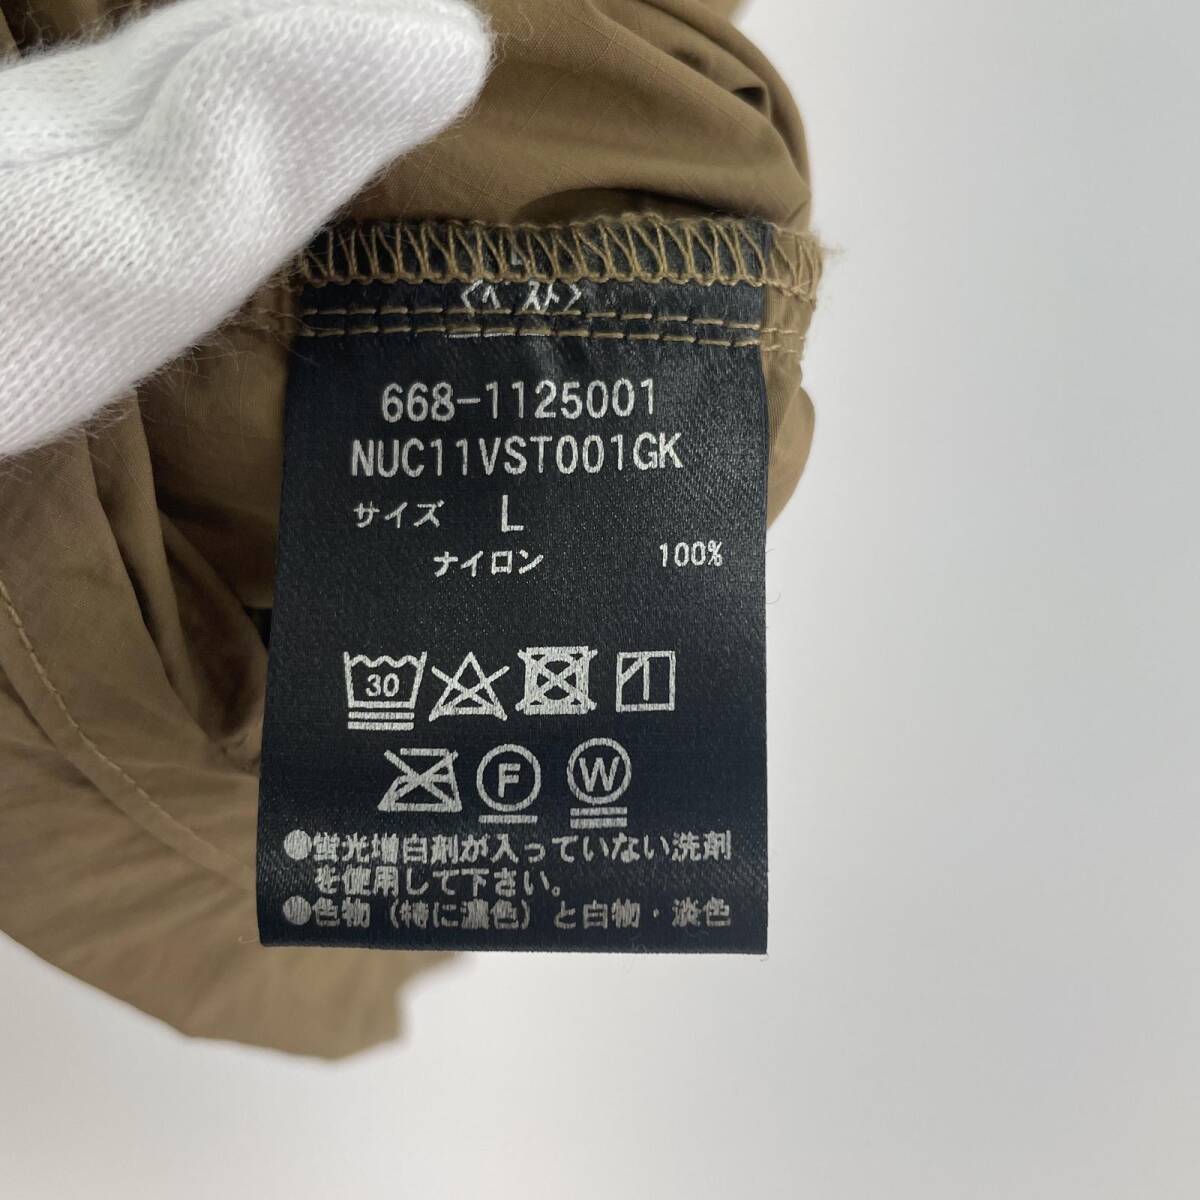 〈ベスト〉
668-1125001
NUC11VST001GK
サイズ L
ナイロン 100%
30
F W
●蛍光増白剤が入っていない洗剤
を使用して下さい。
●色物（特に濃色）と白物・淡色